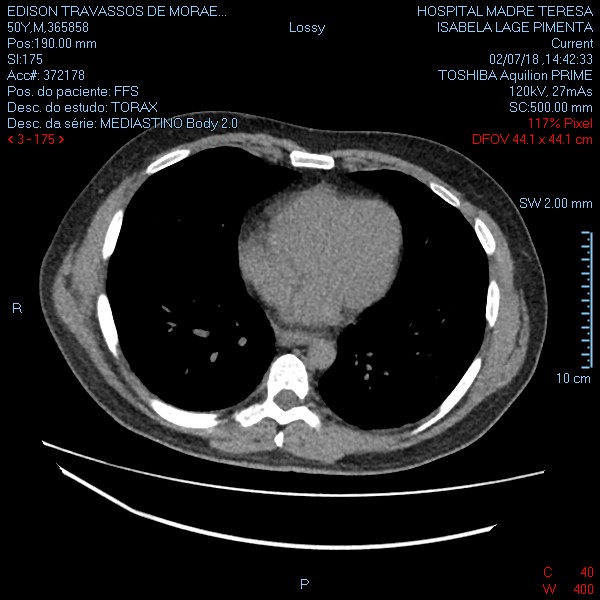 EDISON TRAVASSOS DE MORAE...
50Y,M,365858
Pos:190.00 mm
SI:175
Acc#: 372178
Pos. do paciente: FFS
Desc. do estudo: TORAX
Desc. da série: MEDIASTINO Body 2.0
< 3 - 175 >
Lossy
HOSPITAL MADRE TERESA
ISABELA LAGE PIMENTA
Current
02/07/18 ,14:42:33
TOSHIBA Aquilion PRIME
120kV, 27mAs
SC:500.00 mm
117% Pixel
DFOV 44.1 x 44.1 cm
SW 2.00 mm
R
10 cm
P
C 40
W 400